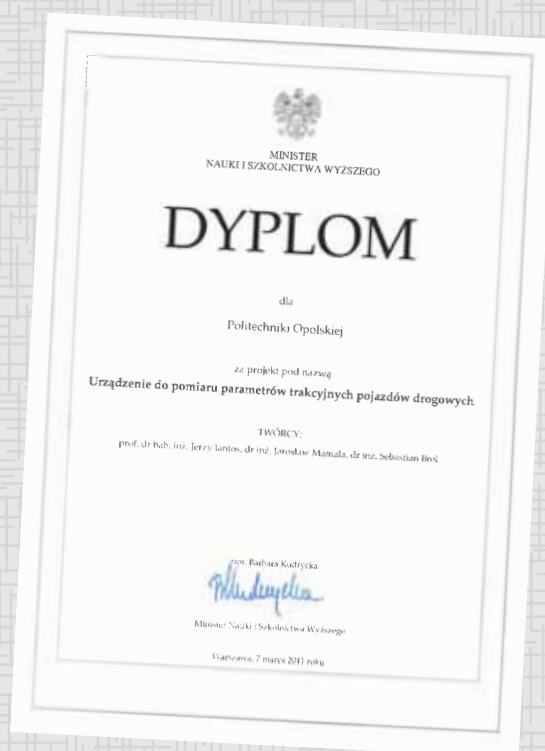 MINISTER
NAUKI I SZKOLNICTWA WYŻSZEGO
DYPLOM
dla
Politechniki Opolskiej
za projekt pod nazwą
Urządzenie do pomiaru parametrów trakcyjnych pojazdów drogowych
TWÓRCY:
prof. dr hab. inż. Jerzy Jantos, dr inż. Jarosław Mamala, dr inż. Sebastian Brol
prof. Barbara Kudrycka
Minister Nauki i Szkolnictwa Wyższego
Warszawa, 7 marca 2011 roku